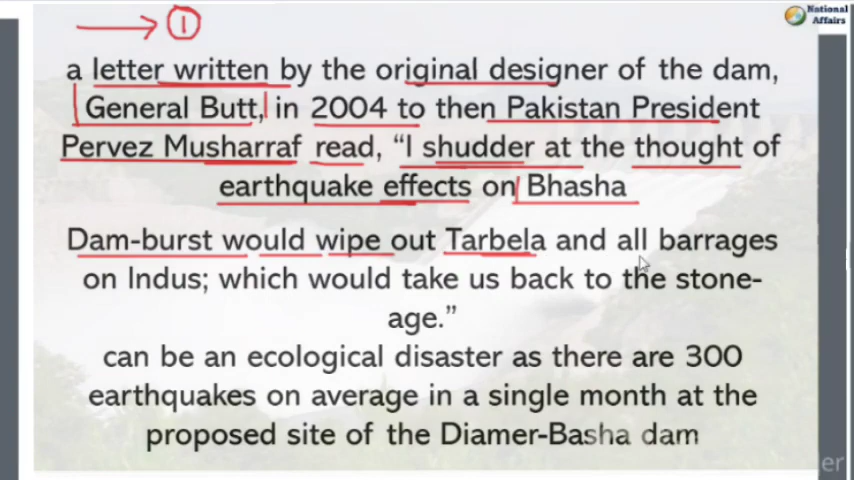 National
Affairs
1
a letter written by the original designer of the dam,
General Butt, in 2004 to then Pakistan President
Pervez Musharraf read, “I shudder at the thought of
earthquake effects on Bhasha
Dam-burst would wipe out Tarbela and all barrages
on Indus; which would take us back to the stone-
age.”
can be an ecological disaster as there are 300
earthquakes on average in a single month at the
proposed site of the Diamer-Basha dam